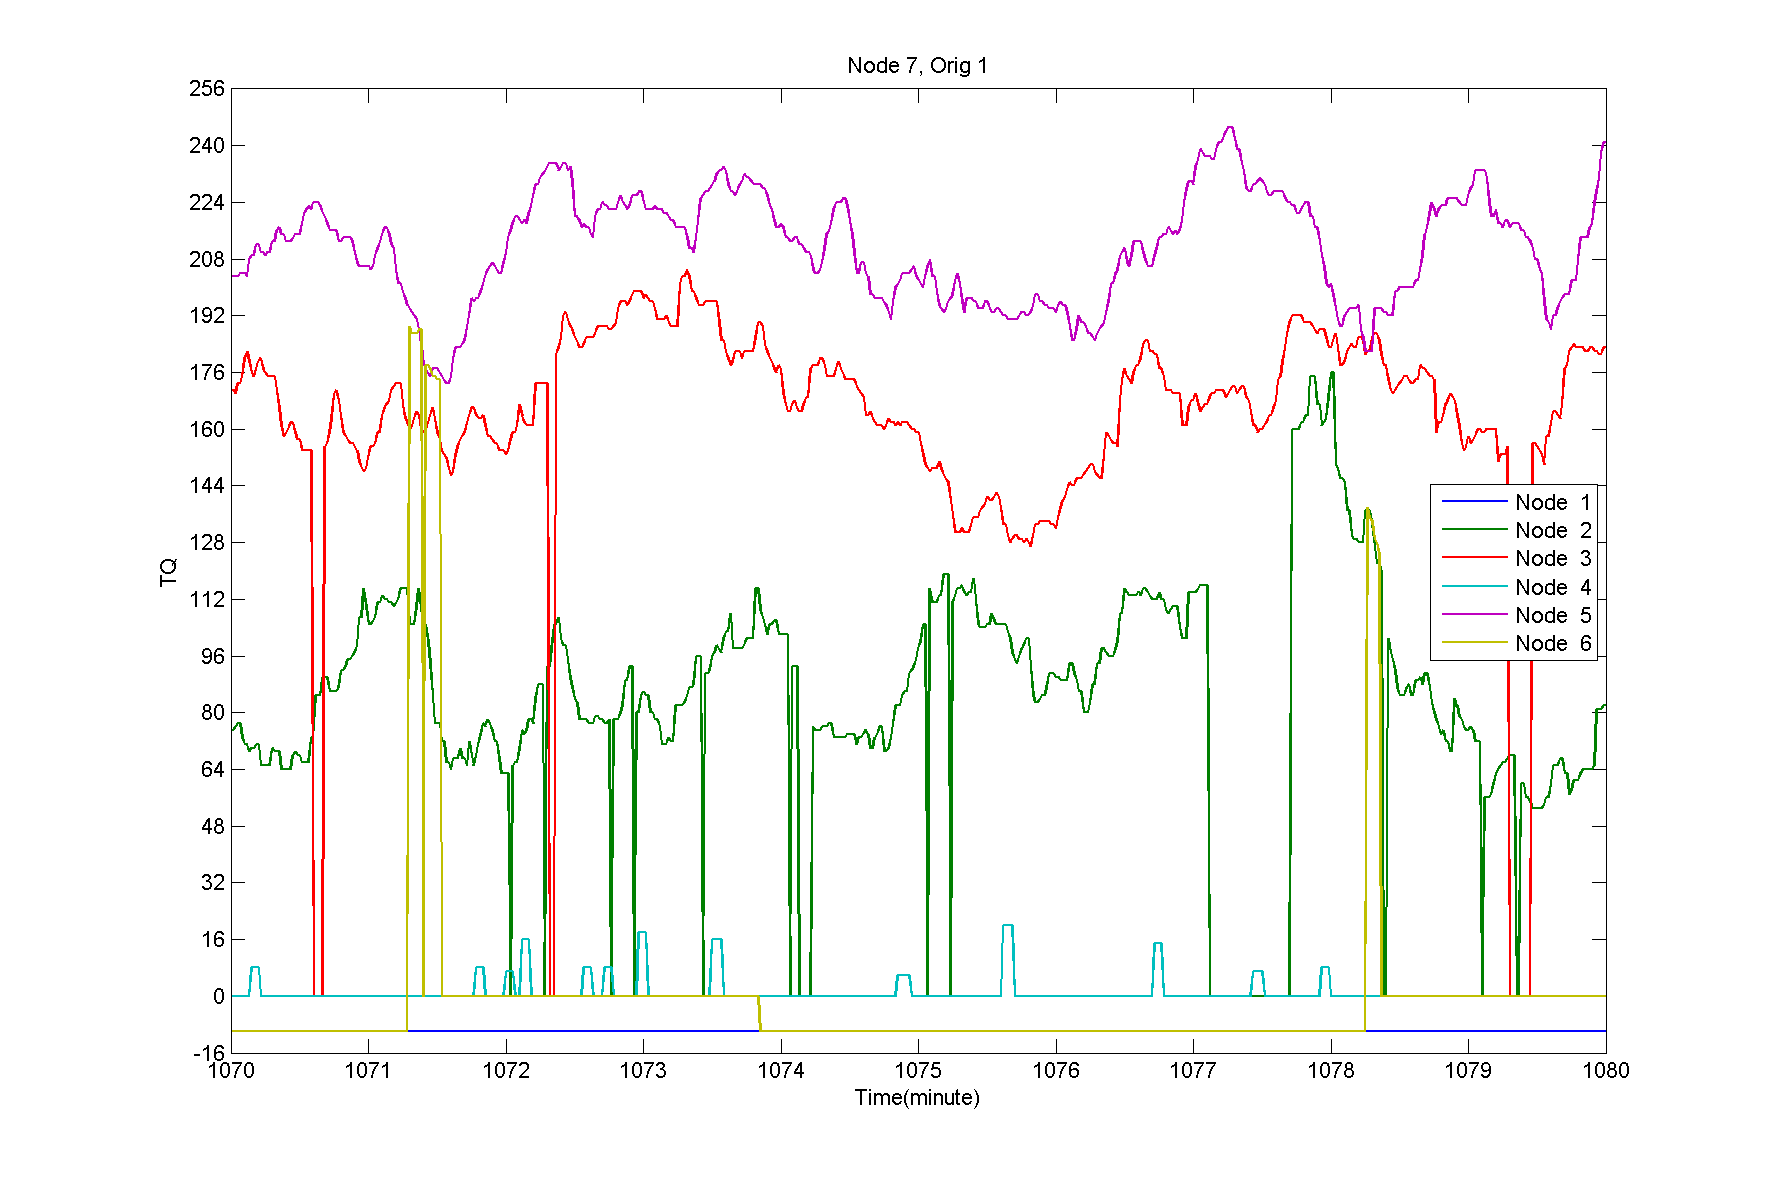 Node 7, Orig 1
256
240
224
208
192
176
160
144
128
112
96
80
64
48
32
16
0
-16
TQ
Node 1
Node 2
Node 3
Node 4
Node 5
Node 6
1070 1071 1072 1073 1074 1075 1076 1077 1078 1079 1080
Time(minute)